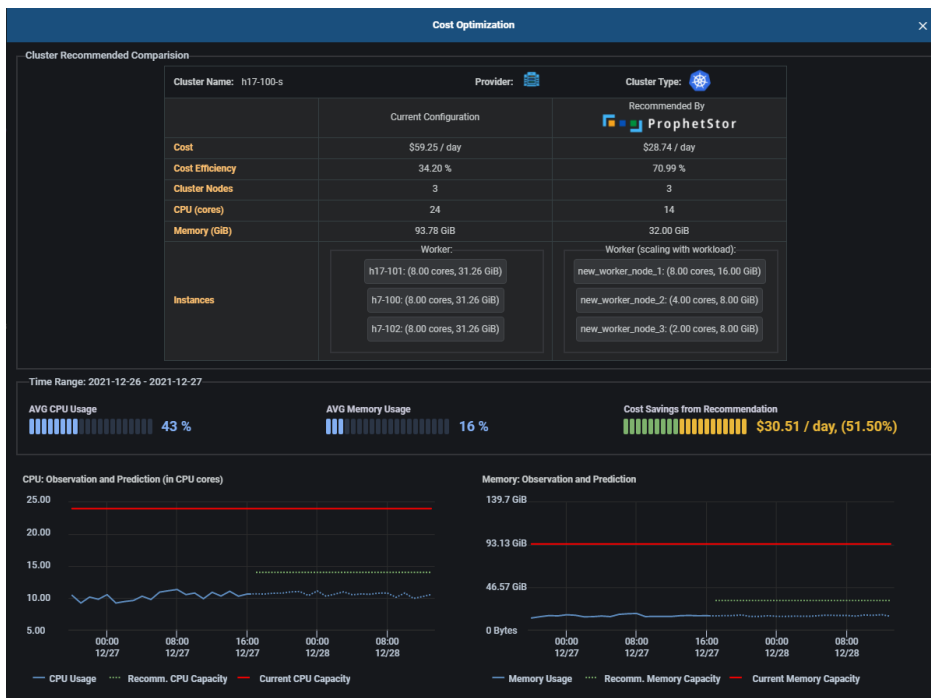 Cost Optimization
×
Cluster Recommended Comparision
Cluster Name: h17-100-s Provider: Cluster Type:
Current Configuration
Recommended By
ProphetStor
Cost $59.25 / day $28.74 / day
Cost Efficiency 34.20 % 70.99 %
Cluster Nodes 3 3
CPU (cores) 24 14
Memory (GiB) 93.78 GiB 32.00 GiB
Instances
Worker:
h17-101: (8.00 cores, 31.26 GiB)
h7-100: (8.00 cores, 31.26 GiB)
h7-102: (8.00 cores, 31.26 GiB)
Worker (scaling with workload):
new_worker_node_1: (8.00 cores, 16.00 GiB)
new_worker_node_2: (4.00 cores, 8.00 GiB)
new_worker_node_3: (2.00 cores, 8.00 GiB)
Time Range: 2021-12-26 - 2021-12-27
AVG CPU Usage
43 %
AVG Memory Usage
16 %
Cost Savings from Recommendation
$30.51 / day, (51.50%)
CPU: Observation and Prediction (in CPU cores)
25.00
20.00
15.00
10.00
5.00
00:00 08:00 16:00 00:00 08:00
12/27 12/27 12/27 12/28 12/28
CPU Usage Recomm. CPU Capacity Current CPU Capacity
Memory: Observation and Prediction
139.7 GiB
93.13 GiB
46.57 GiB
0 Bytes
00:00 08:00 16:00 00:00 08:00
12/27 12/27 12/27 12/28 12/28
Memory Usage Recomm. Memory Capacity Current Memory Capacity